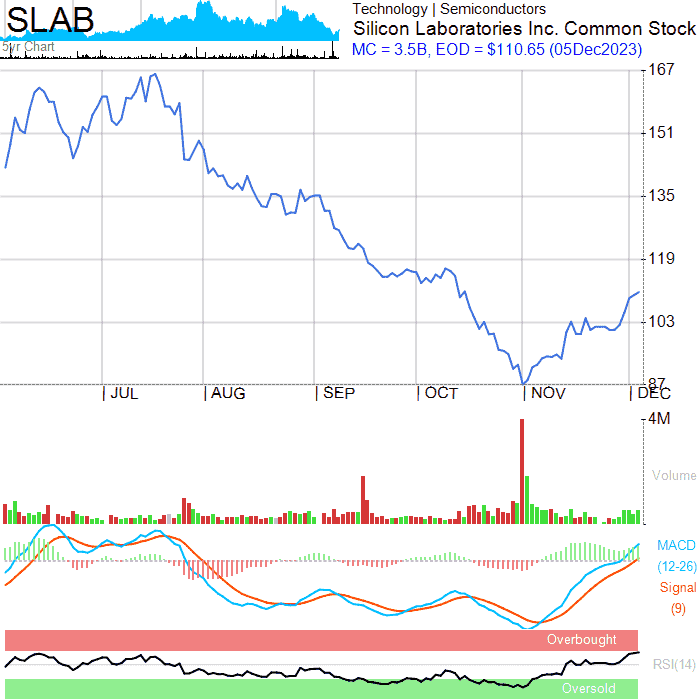 SLAB
5yr Chart
Technology | Semiconductors
Silicon Laboratories Inc. Common Stock
MC = 3.5B, EOD = $110.65 (05Dec2023)
167
151
135
119
103
87
| JUL | AUG | SEP | OCT | NOV | DEC
4M
Volume
MACD
(12-26)
Signal
(9)
Overbought
RSI(14)
Oversold